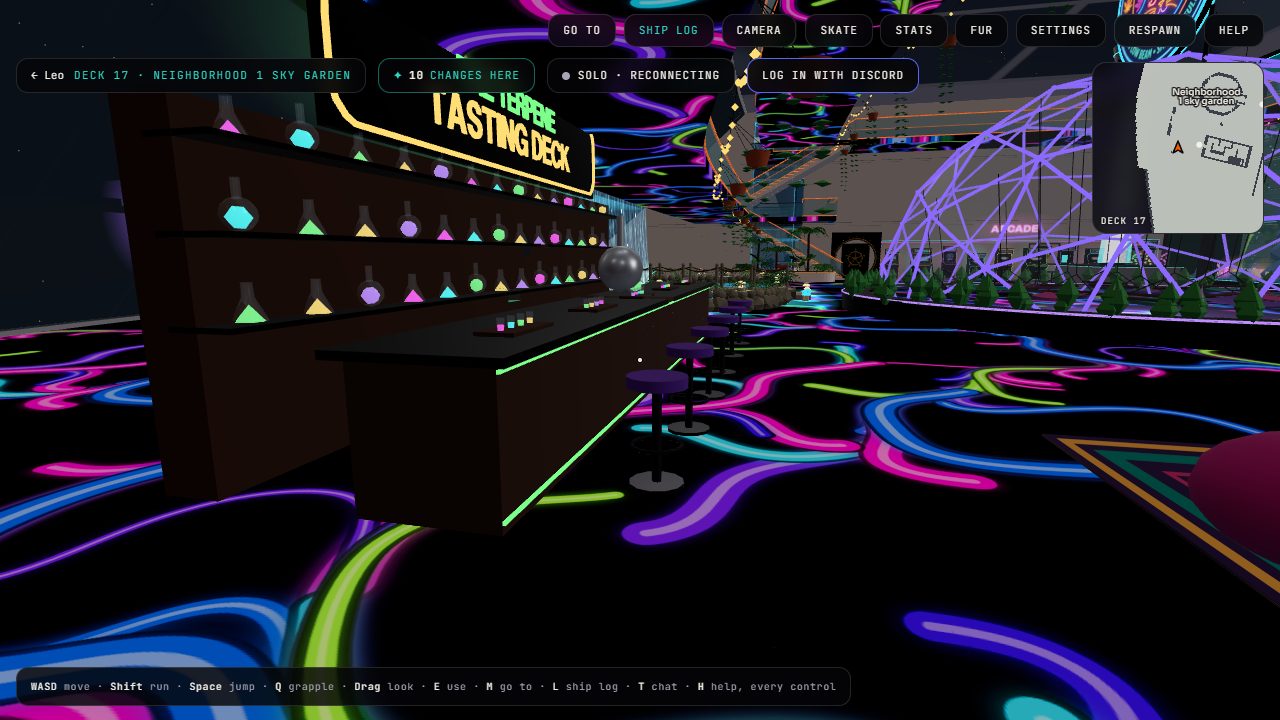 GO TO
SHIP LOG
CAMERA
SKATE
STATS
FUR
SETTINGS
RESPAWN
HELP
← Leo DECK 17 · NEIGHBORHOOD 1 SKY GARDEN
✦ 10 CHANGES HERE
● SOLO · RECONNECTING
LOG IN WITH DISCORD
TERPENE
TASTING DECK
Neighborhood
1 sky garden
DECK 17
ARCADE
WASD move · Shift run · Space jump · Q grapple · Drag look · E use · M go to · L ship log · T chat · H help, every control